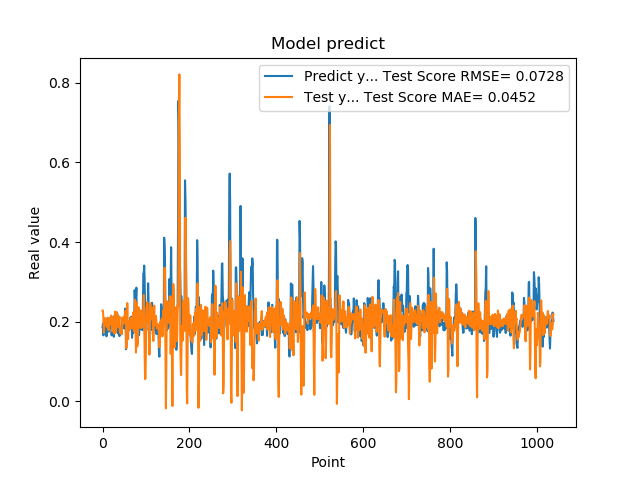 Model predict
Predict y... Test Score RMSE= 0.0728
Test y... Test Score MAE= 0.0452
Real value
0.8
0.6
0.4
0.2
0.0
0 200 400 600 800 1000
Point